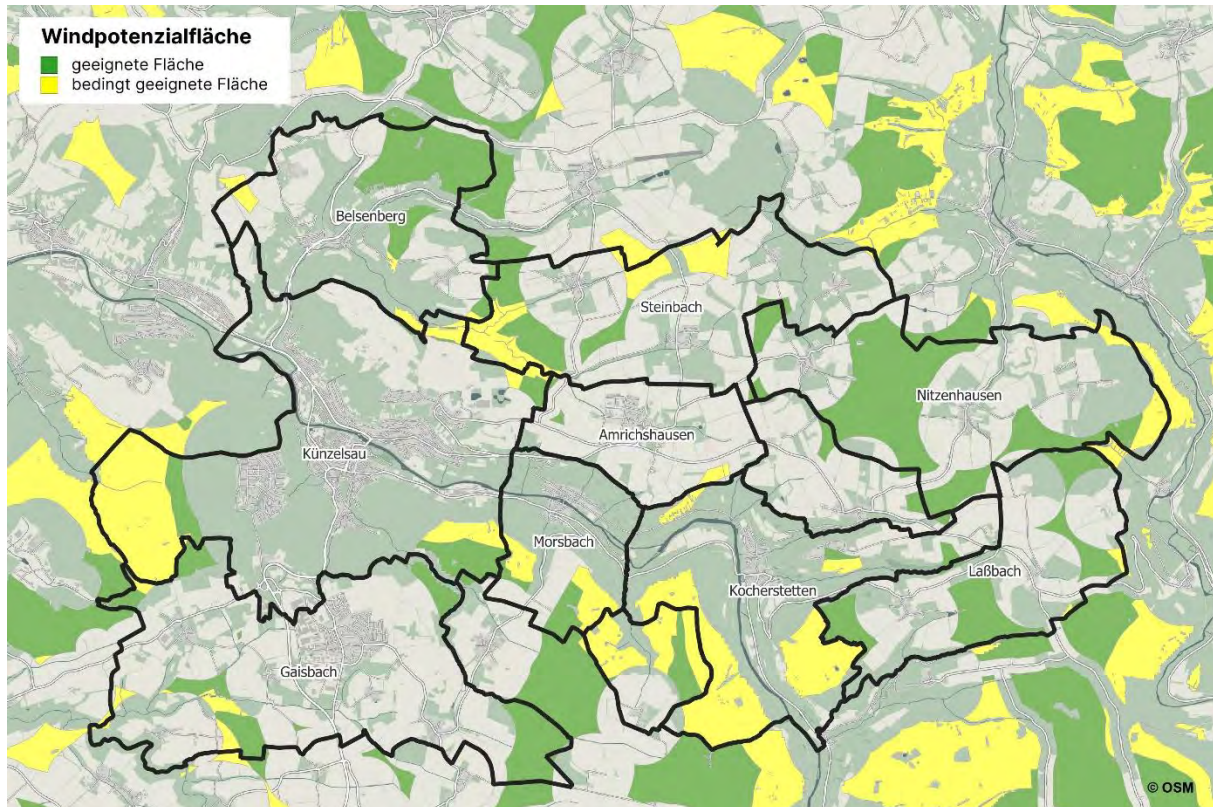 Windpotenzialfläche
geeignete Fläche
bedingt geeignete Fläche
Belsenberg
Steinbach
Nitzenhausen
Amrichshausen
Künzelsau
Morsbach
Laßbach
Kocherstetten
Gaisbach
© OSM